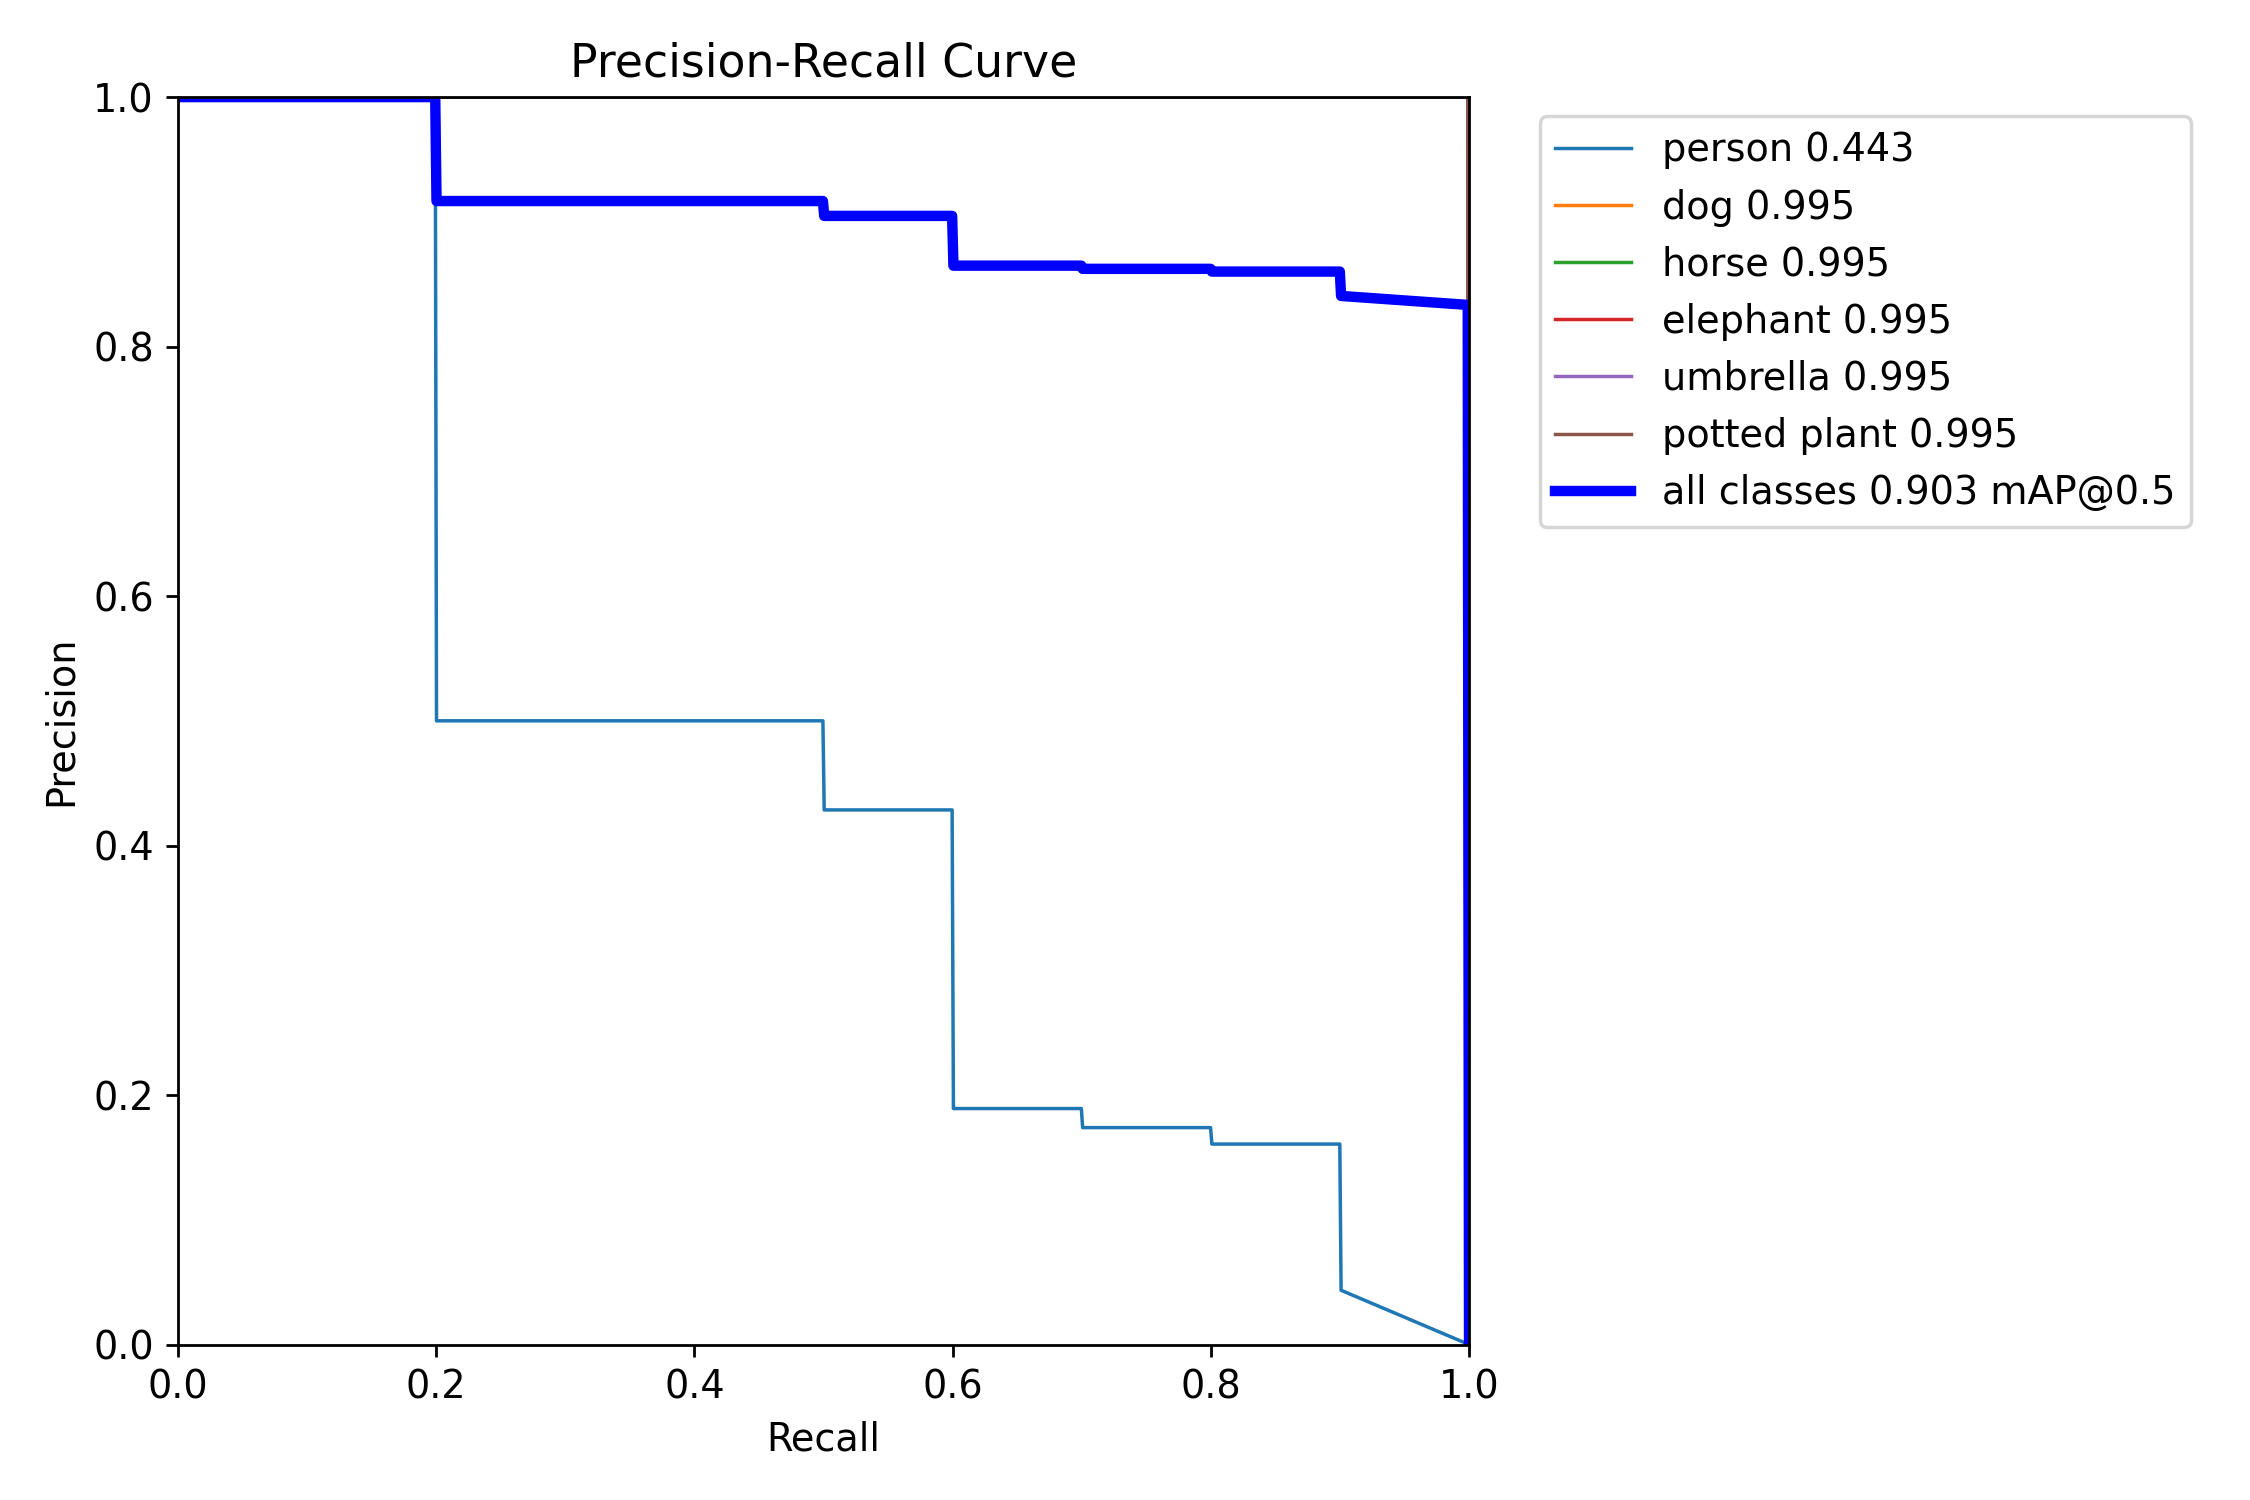 Precision-Recall Curve
1.0
0.8
0.6
0.4
0.2
0.0
Precision
0.0 0.2 0.4 0.6 0.8 1.0
Recall
person 0.443
dog 0.995
horse 0.995
elephant 0.995
umbrella 0.995
potted plant 0.995
all classes 0.903 mAP@0.5